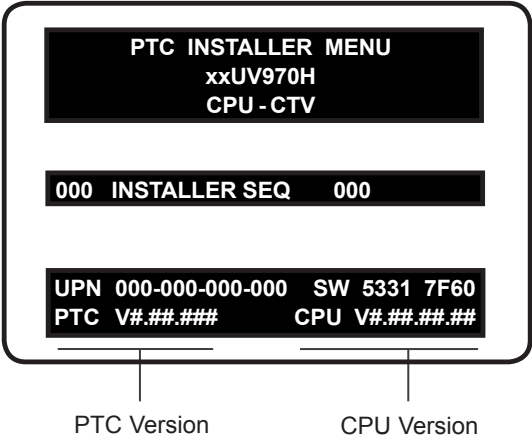 PTC INSTALLER MENU
xxUV970H
CPU - CTV
000 INSTALLER SEQ 000
UPN 000-000-000-000 SW 5331 7F60
PTC V#.##.### CPU V#.##.##.##
PTC Version CPU Version